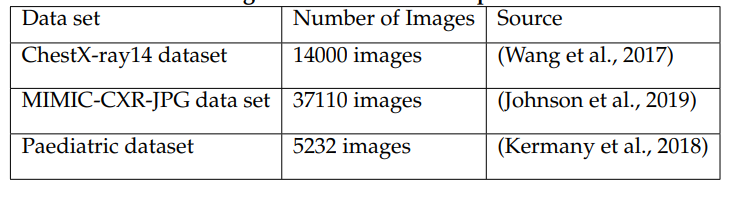 Data set Number of Images Source
ChestX-ray14 dataset 14000 images (Wang et al., 2017)
MIMIC-CXR-JPG data set 37110 images (Johnson et al., 2019)
Paediatric dataset 5232 images (Kermany et al., 2018)